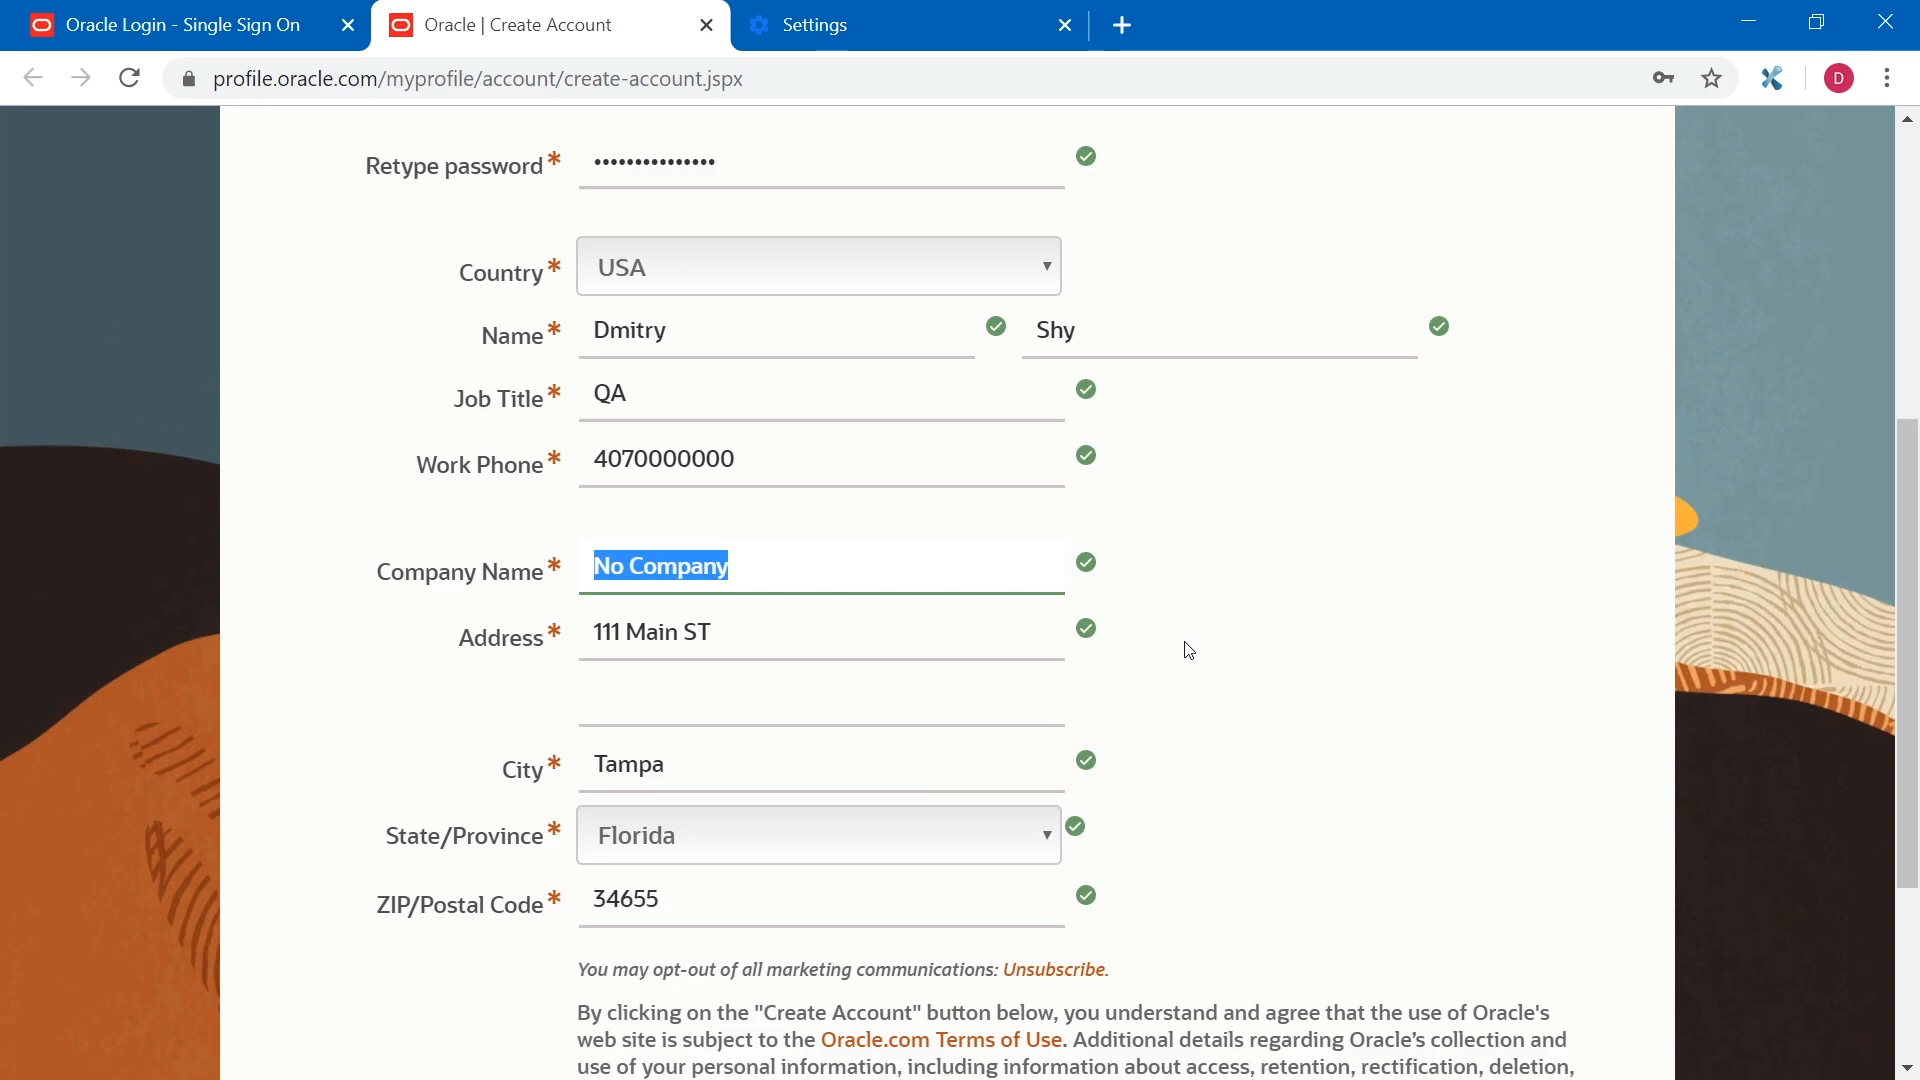 Oracle Login - Single Sign On
Oracle | Create Account
Settings
profile.oracle.com/myprofile/account/create-account.jspx
D
Retype password* •••••••••••••••
Country* USA
Name* Dmitry Shy
Job Title* QA
Work Phone* 4070000000
Company Name* No Company
Address* 111 Main ST
City* Tampa
State/Province* Florida
ZIP/Postal Code* 34655
You may opt-out of all marketing communications: Unsubscribe.
By clicking on the "Create Account" button below, you understand and agree that the use of Oracle's
web site is subject to the Oracle.com Terms of Use. Additional details regarding Oracle's collection and
use of your personal information, including information about access, retention, rectification, deletion,